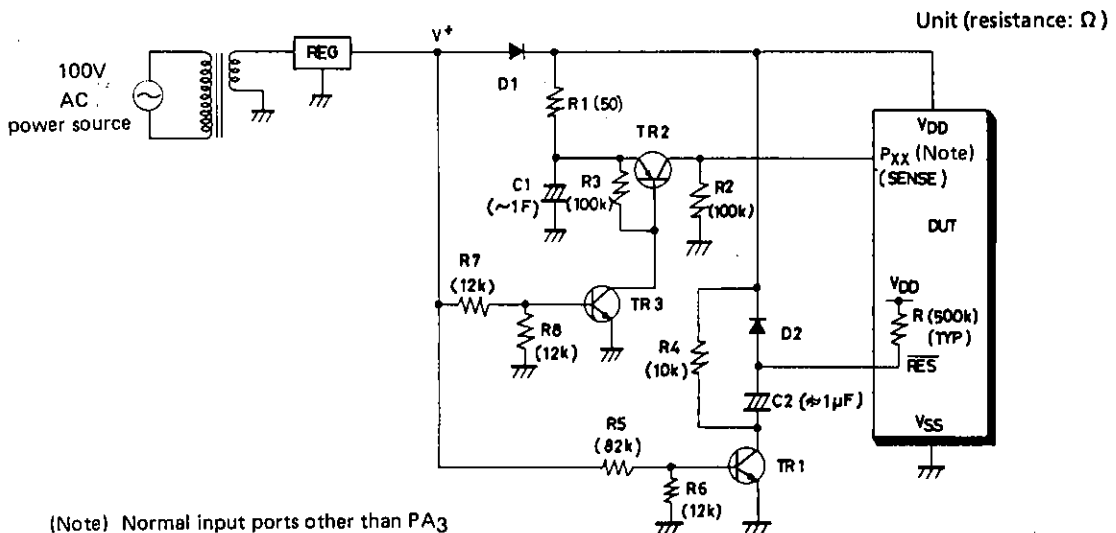 Unit (resistance: Ω)
V+
REG
100V
AC
power source
D1
R1 (50)
TR2
VDD
PXX (Note)
(SENSE)
C1
(~1F)
R3
(100k)
R2
(100k)
DUT
R7
(12k)
TR3
R8
(12k)
VDD
R (500k)
(TYP)
R4
(10k)
D2
RES
C2 (≈1μF)
VSS
R5
(82k)
TR1
R6
(12k)
(Note) Normal input ports other than PA3